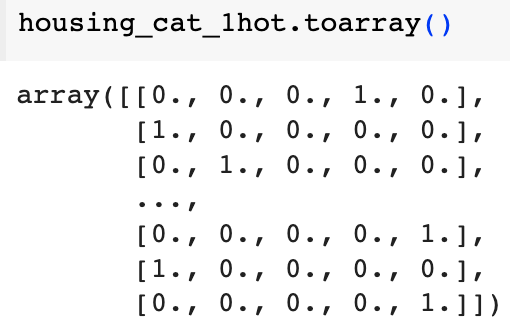 housing_cat_1hot.toarray()
array([[0., 0., 0., 1., 0.],
[1., 0., 0., 0., 0.],
[0., 1., 0., 0., 0.],
...,
[0., 0., 0., 0., 1.],
[1., 0., 0., 0., 0.],
[0., 0., 0., 0., 1.]])